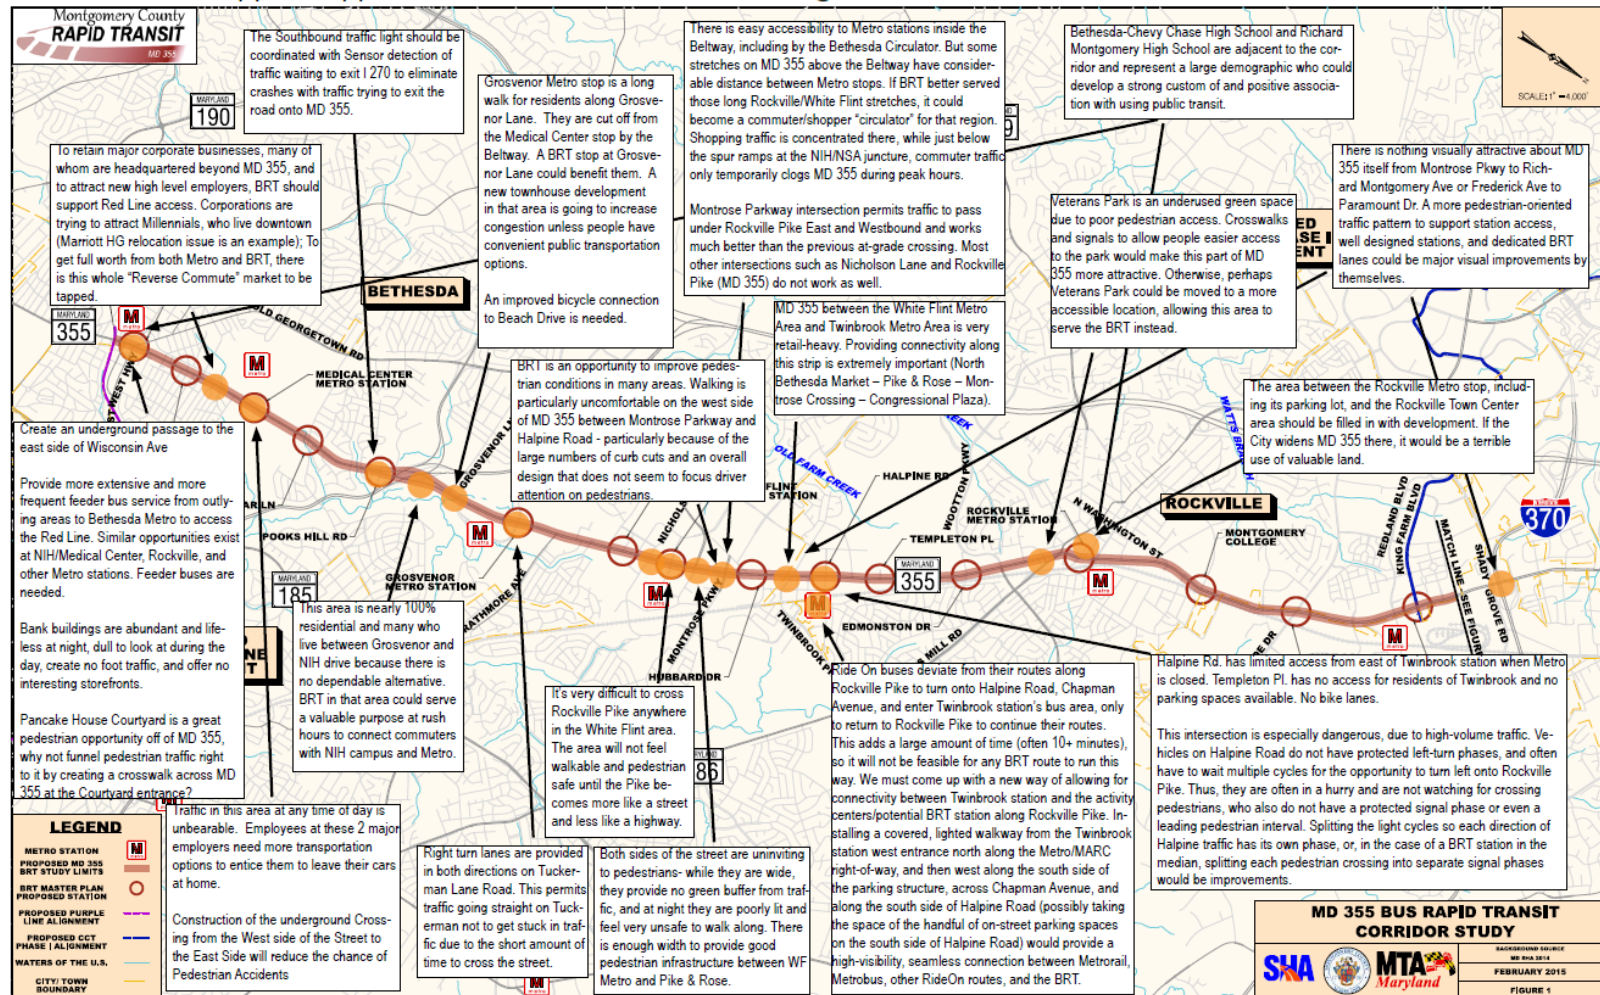 Montgomery County
RAPID TRANSIT
MD 355
The Southbound traffic light should be
coordinated with Sensor detection of
traffic waiting to exit I 270 to eliminate
crashes with traffic trying to exit the
road onto MD 355.
MARYLAND
190
To retain major corporate businesses, many of
whom are headquartered beyond MD 355, and
to attract new high level employers, BRT should
support Red Line access. Corporations are
trying to attract Millennials, who live downtown
(Marriott HG relocation issue is an example); To
get full worth from both Metro and BRT, there
is this whole “Reverse Commute” market to be
tapped.
Grosvenor Metro stop is a long
walk for residents along Grosve-
nor Lane. They are cut off from
the Medical Center stop by the
Beltway. A BRT stop at Grosve-
nor Lane could benefit them. A
new townhouse development
in that area is going to increase
congestion unless people have
convenient public transportation
options.
An improved bicycle connection
to Beach Drive is needed.
There is easy accessibility to Metro stations inside the
Beltway, including by the Bethesda Circulator. But some
stretches on MD 355 above the Beltway have consider-
able distance between Metro stops. If BRT better served
those long Rockville/White Flint stretches, it could
become a commuter/shopper “circulator” for that region.
Shopping traffic is concentrated there, while just below
the spur ramps at the NIH/NSA juncture, commuter traffic
only temporarily clogs MD 355 during peak hours.
Montrose Parkway intersection permits traffic to pass
under Rockville Pike East and Westbound and works
much better than the previous at-grade crossing. Most
other intersections such as Nicholson Lane and Rockville
Pike (MD 355) do not work as well.
Bethesda-Chevy Chase High School and Richard
Montgomery High School are adjacent to the cor-
ridor and represent a large demographic who could
develop a strong custom of and positive associa-
tion with using public transit.
N
SCALE: 1" = 4,000'
9
Veterans Park is an underused green space
due to poor pedestrian access. Crosswalks
and signals to allow people easier access
to the park would make this part of MD
355 more attractive. Otherwise, perhaps
Veterans Park could be moved to a more
accessible location, allowing this area to
serve the BRT instead.
ED
ASE I
ENT
There is nothing visually attractive about MD
355 itself from Montrose Pkwy to Rich-
ard Montgomery Ave or Frederick Ave to
Paramount Dr. A more pedestrian-oriented
traffic pattern to support station access,
well designed stations, and dedicated BRT
lanes could be major visual improvements by
themselves.
MD 355 between the White Flint Metro
Area and Twinbrook Metro Area is very
retail-heavy. Providing connectivity along
this strip is extremely important (North
Bethesda Market – Pike & Rose – Mon-
trose Crossing – Congressional Plaza).
BRT is an opportunity to improve pedes-
trian conditions in many areas. Walking is
particularly uncomfortable on the west side
of MD 355 between Montrose Parkway and
Halpine Road - particularly because of the
large numbers of curb cuts and an overall
design that does not seem to focus driver
attention on pedestrians.
The area between the Rockville Metro stop, includ-
ing its parking lot, and the Rockville Town Center
area should be filled in with development. If the
City widens MD 355 there, it would be a terrible
use of valuable land.
BETHESDA
MARYLAND
355
M
metro
OLD GEORGETOWN RD
M
metro
MEDICAL CENTER
METRO STATION
ST WEST HWY
Create an underground passage to the
east side of Wisconsin Ave
Provide more extensive and more
frequent feeder bus service from outly-
ing areas to Bethesda Metro to access
the Red Line. Similar opportunities exist
at NIH/Medical Center, Rockville, and
other Metro stations. Feeder buses are
needed.
Bank buildings are abundant and life-
less at night, dull to look at during the
day, create no foot traffic, and offer no
interesting storefronts.
Pancake House Courtyard is a great
pedestrian opportunity off of MD 355,
why not funnel pedestrian traffic right
to it by creating a crosswalk across MD
355 at the Courtyard entrance?
AR LN
POOKS HILL RD
GROSVENOR L
M
metro
GROSVENOR
METRO STATION
RATHMORE AVE
MARYLAND
185
NE
T
This area is nearly 100%
residential and many who
live between Grosvenor and
NIH drive because there is
no dependable alternative.
BRT in that area could serve
a valuable purpose at rush
hours to connect commuters
with NIH campus and Metro.
NICHOLS
FLINT
STATION
M
metro
MONTROSE PKWY
HUBBARD DR
OLD FARM CREEK
CREEK
HALPINE RD
M
TWINBROOK P
EDMONSTON DR
S MILL RD
TEMPLETON PL
MARYLAND
355
WOOTTON PKWY
ROCKVILLE
METRO STATION
N WASHINGTON ST
M
metro
ROCKVILLE
WATTS BRA
H
MONTGOMERY
COLLEGE
DE DR
REDLAND BLVD
KING FARM BLVD
MATCH LINE - SEE FIGUR
SHADY GROVE RD
M
metro
370
It's very difficult to cross
Rockville Pike anywhere
in the White Flint area.
The area will not feel
walkable and pedestrian
safe until the Pike be-
comes more like a street
and less like a highway.
RYLAND
86
Ride On buses deviate from their routes along
Rockville Pike to turn onto Halpine Road, Chapman
Avenue, and enter Twinbrook station's bus area, only
to return to Rockville Pike to continue their routes.
This adds a large amount of time (often 10+ minutes),
so it will not be feasible for any BRT route to run this
way. We must come up with a new way of allowing for
connectivity between Twinbrook station and the activity
centers/potential BRT station along Rockville Pike. In-
stalling a covered, lighted walkway from the Twinbrook
station west entrance north along the Metro/MARC
right-of-way, and then west along the south side of
the parking structure, across Chapman Avenue, and
along the south side of Halpine Road (possibly taking
the space of the handful of on-street parking spaces
on the south side of Halpine Road) would provide a
high-visibility, seamless connection between Metrorail,
Metrobus, other RideOn routes, and the BRT.
Halpine Rd. has limited access from east of Twinbrook station when Metro
is closed. Templeton Pl. has no access for residents of Twinbrook and no
parking spaces available. No bike lanes.
This intersection is especially dangerous, due to high-volume traffic. Ve-
hicles on Halpine Road do not have protected left-turn phases, and often
have to wait multiple cycles for the opportunity to turn left onto Rockville
Pike. Thus, they are often in a hurry and are not watching for crossing
pedestrians, who also do not have a protected signal phase or even a
leading pedestrian interval. Splitting the light cycles so each direction of
Halpine traffic has its own phase, or, in the case of a BRT station in the
median, splitting each pedestrian crossing into separate signal phases
would be improvements.
Traffic in this area at any time of day is
unbearable. Employees at these 2 major
employers need more transportation
options to entice them to leave their cars
at home.
Construction of the underground Cross-
ing from the West side of the Street to
the East Side will reduce the chance of
Pedestrian Accidents
Right turn lanes are provided
in both directions on Tucker-
man Lane Road. This permits
traffic going straight on Tuck-
erman not to get stuck in traf-
fic due to the short amount of
time to cross the street.
Both sides of the street are uninviting
to pedestrians- while they are wide,
they provide no green buffer from traf-
fic, and at night they are poorly lit and
feel very unsafe to walk along. There
is enough width to provide good
pedestrian infrastructure between WF
Metro and Pike & Rose.
M
metro
LEGEND
METRO STATION
M
metro
PROPOSED MD 355
BRT STUDY LIMITS
BRT MASTER PLAN
PROPOSED STATION
PROPOSED PURPLE
LINE ALIGNMENT
PROPOSED CCT
PHASE I ALIGNMENT
WATERS OF THE U.S.
CITY/ TOWN
BOUNDARY
MD 355 BUS RAPID TRANSIT
CORRIDOR STUDY
SHA
MTA
Maryland
BACKGROUND SOURCE
MD SHA 2014
FEBRUARY 2015
FIGURE 1